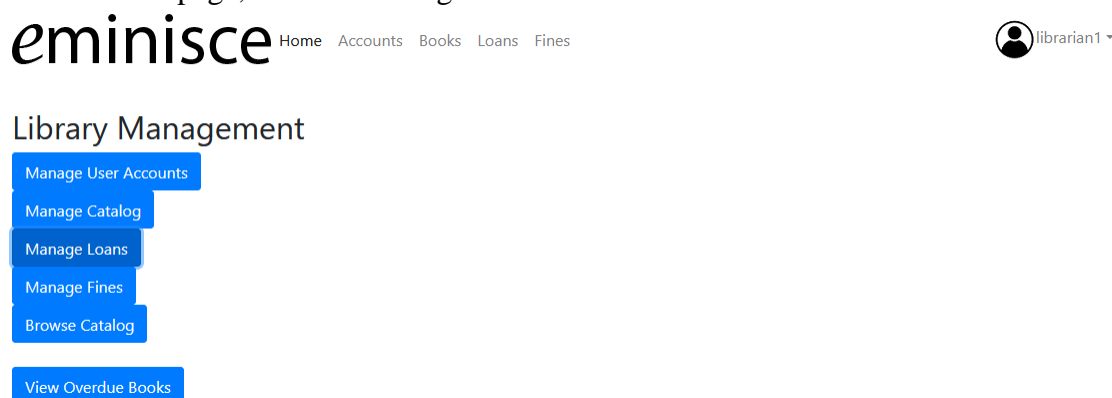 eminisce Home Accounts Books Loans Fines librarian1
Library Management
Manage User Accounts
Manage Catalog
Manage Loans
Manage Fines
Browse Catalog
View Overdue Books